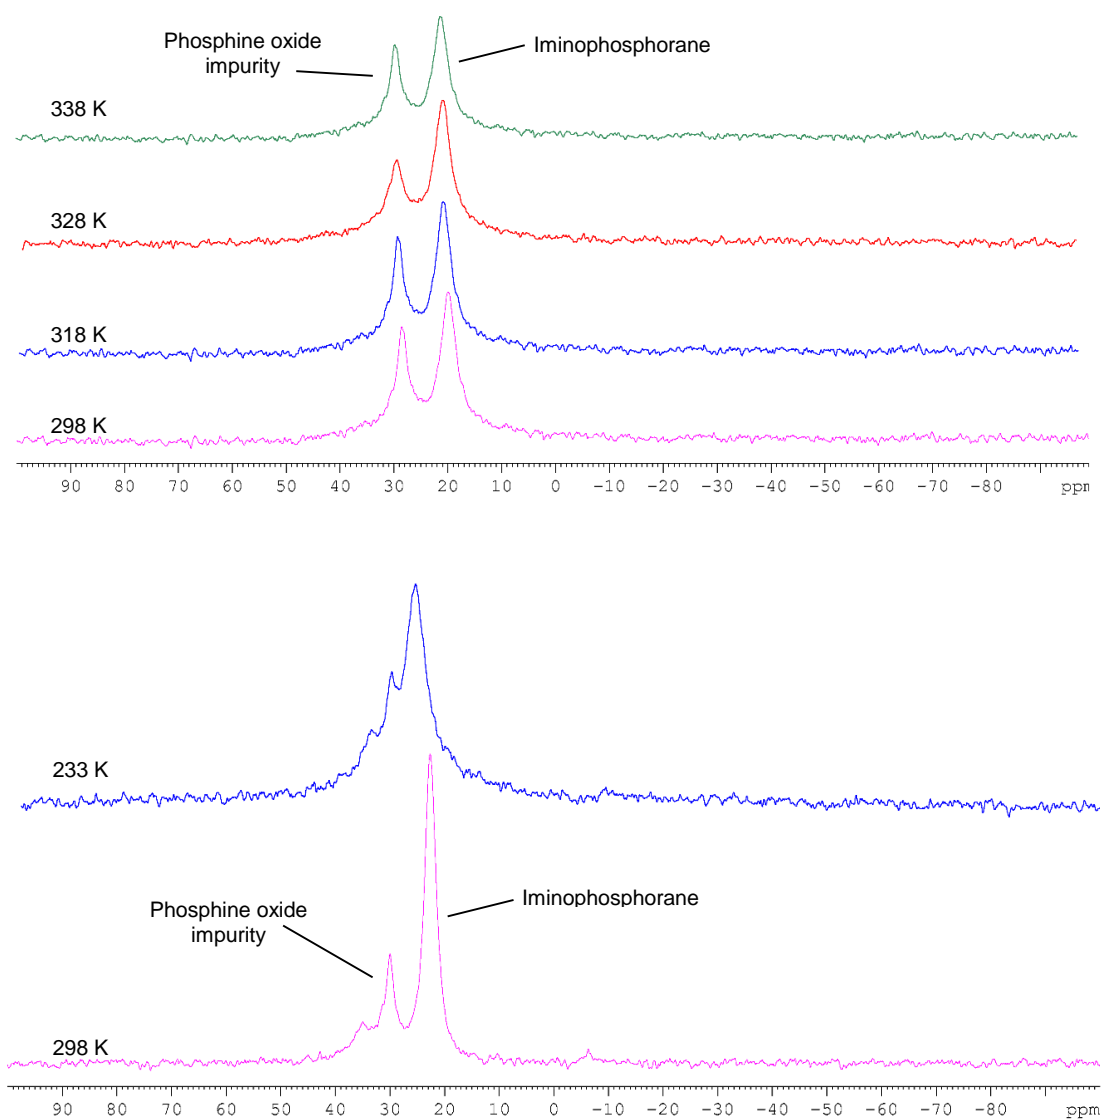 Phosphine oxide
impurity
Iminophosphorane
338 K
328 K
318 K
298 K
90 80 70 60 50 40 30 20 10 0 -10 -20 -30 -40 -50 -60 -70 -80 ppm
233 K
Phosphine oxide
impurity
Iminophosphorane
298 K
90 80 70 60 50 40 30 20 10 0 -10 -20 -30 -40 -50 -60 -70 -80 ppm